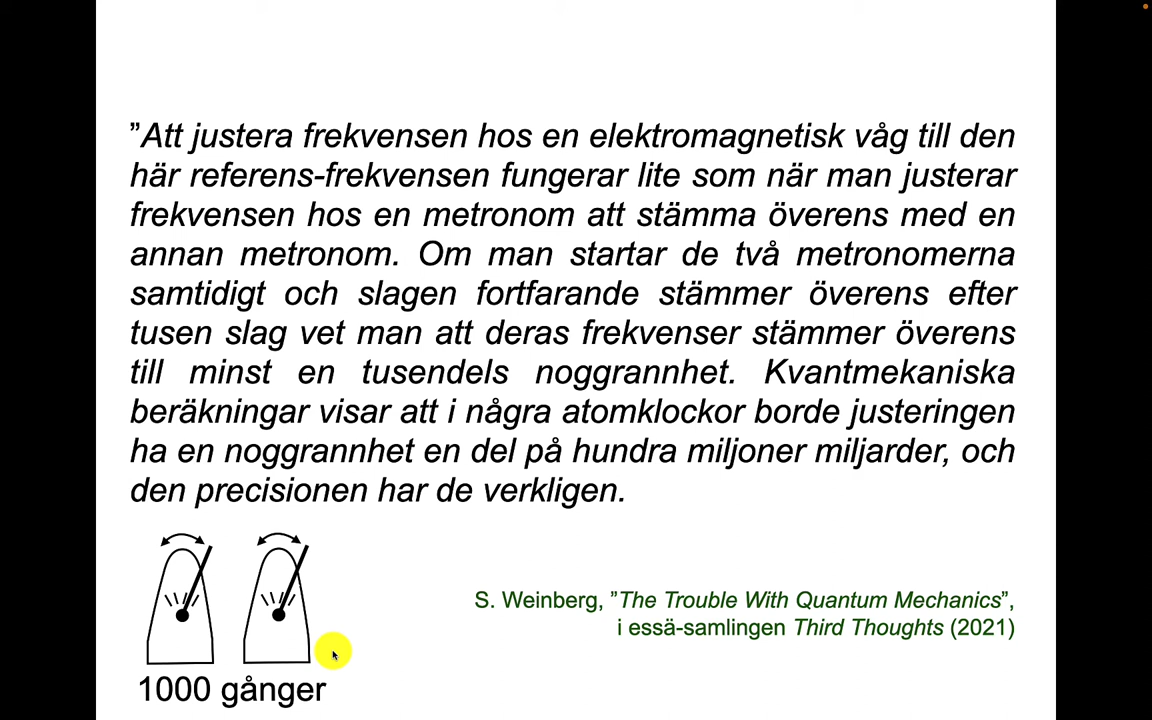 ”Att justera frekvensen hos en elektromagnetisk våg till den
här referens-frekvensen fungerar lite som när man justerar
frekvensen hos en metronom att stämma överens med en
annan metronom. Om man startar de två metronomerna
samtidigt och slagen fortfarande stämmer överens efter
tusen slag vet man att deras frekvenser stämmer överens
till minst en tusendels noggrannhet. Kvantmekaniska
beräkningar visar att i några atomklockor borde justeringen
ha en noggrannhet en del på hundra miljoner miljarder, och
den precisionen har de verkligen.
S. Weinberg, ”The Trouble With Quantum Mechanics”,
i essä-samlingen Third Thoughts (2021)
1000 gånger